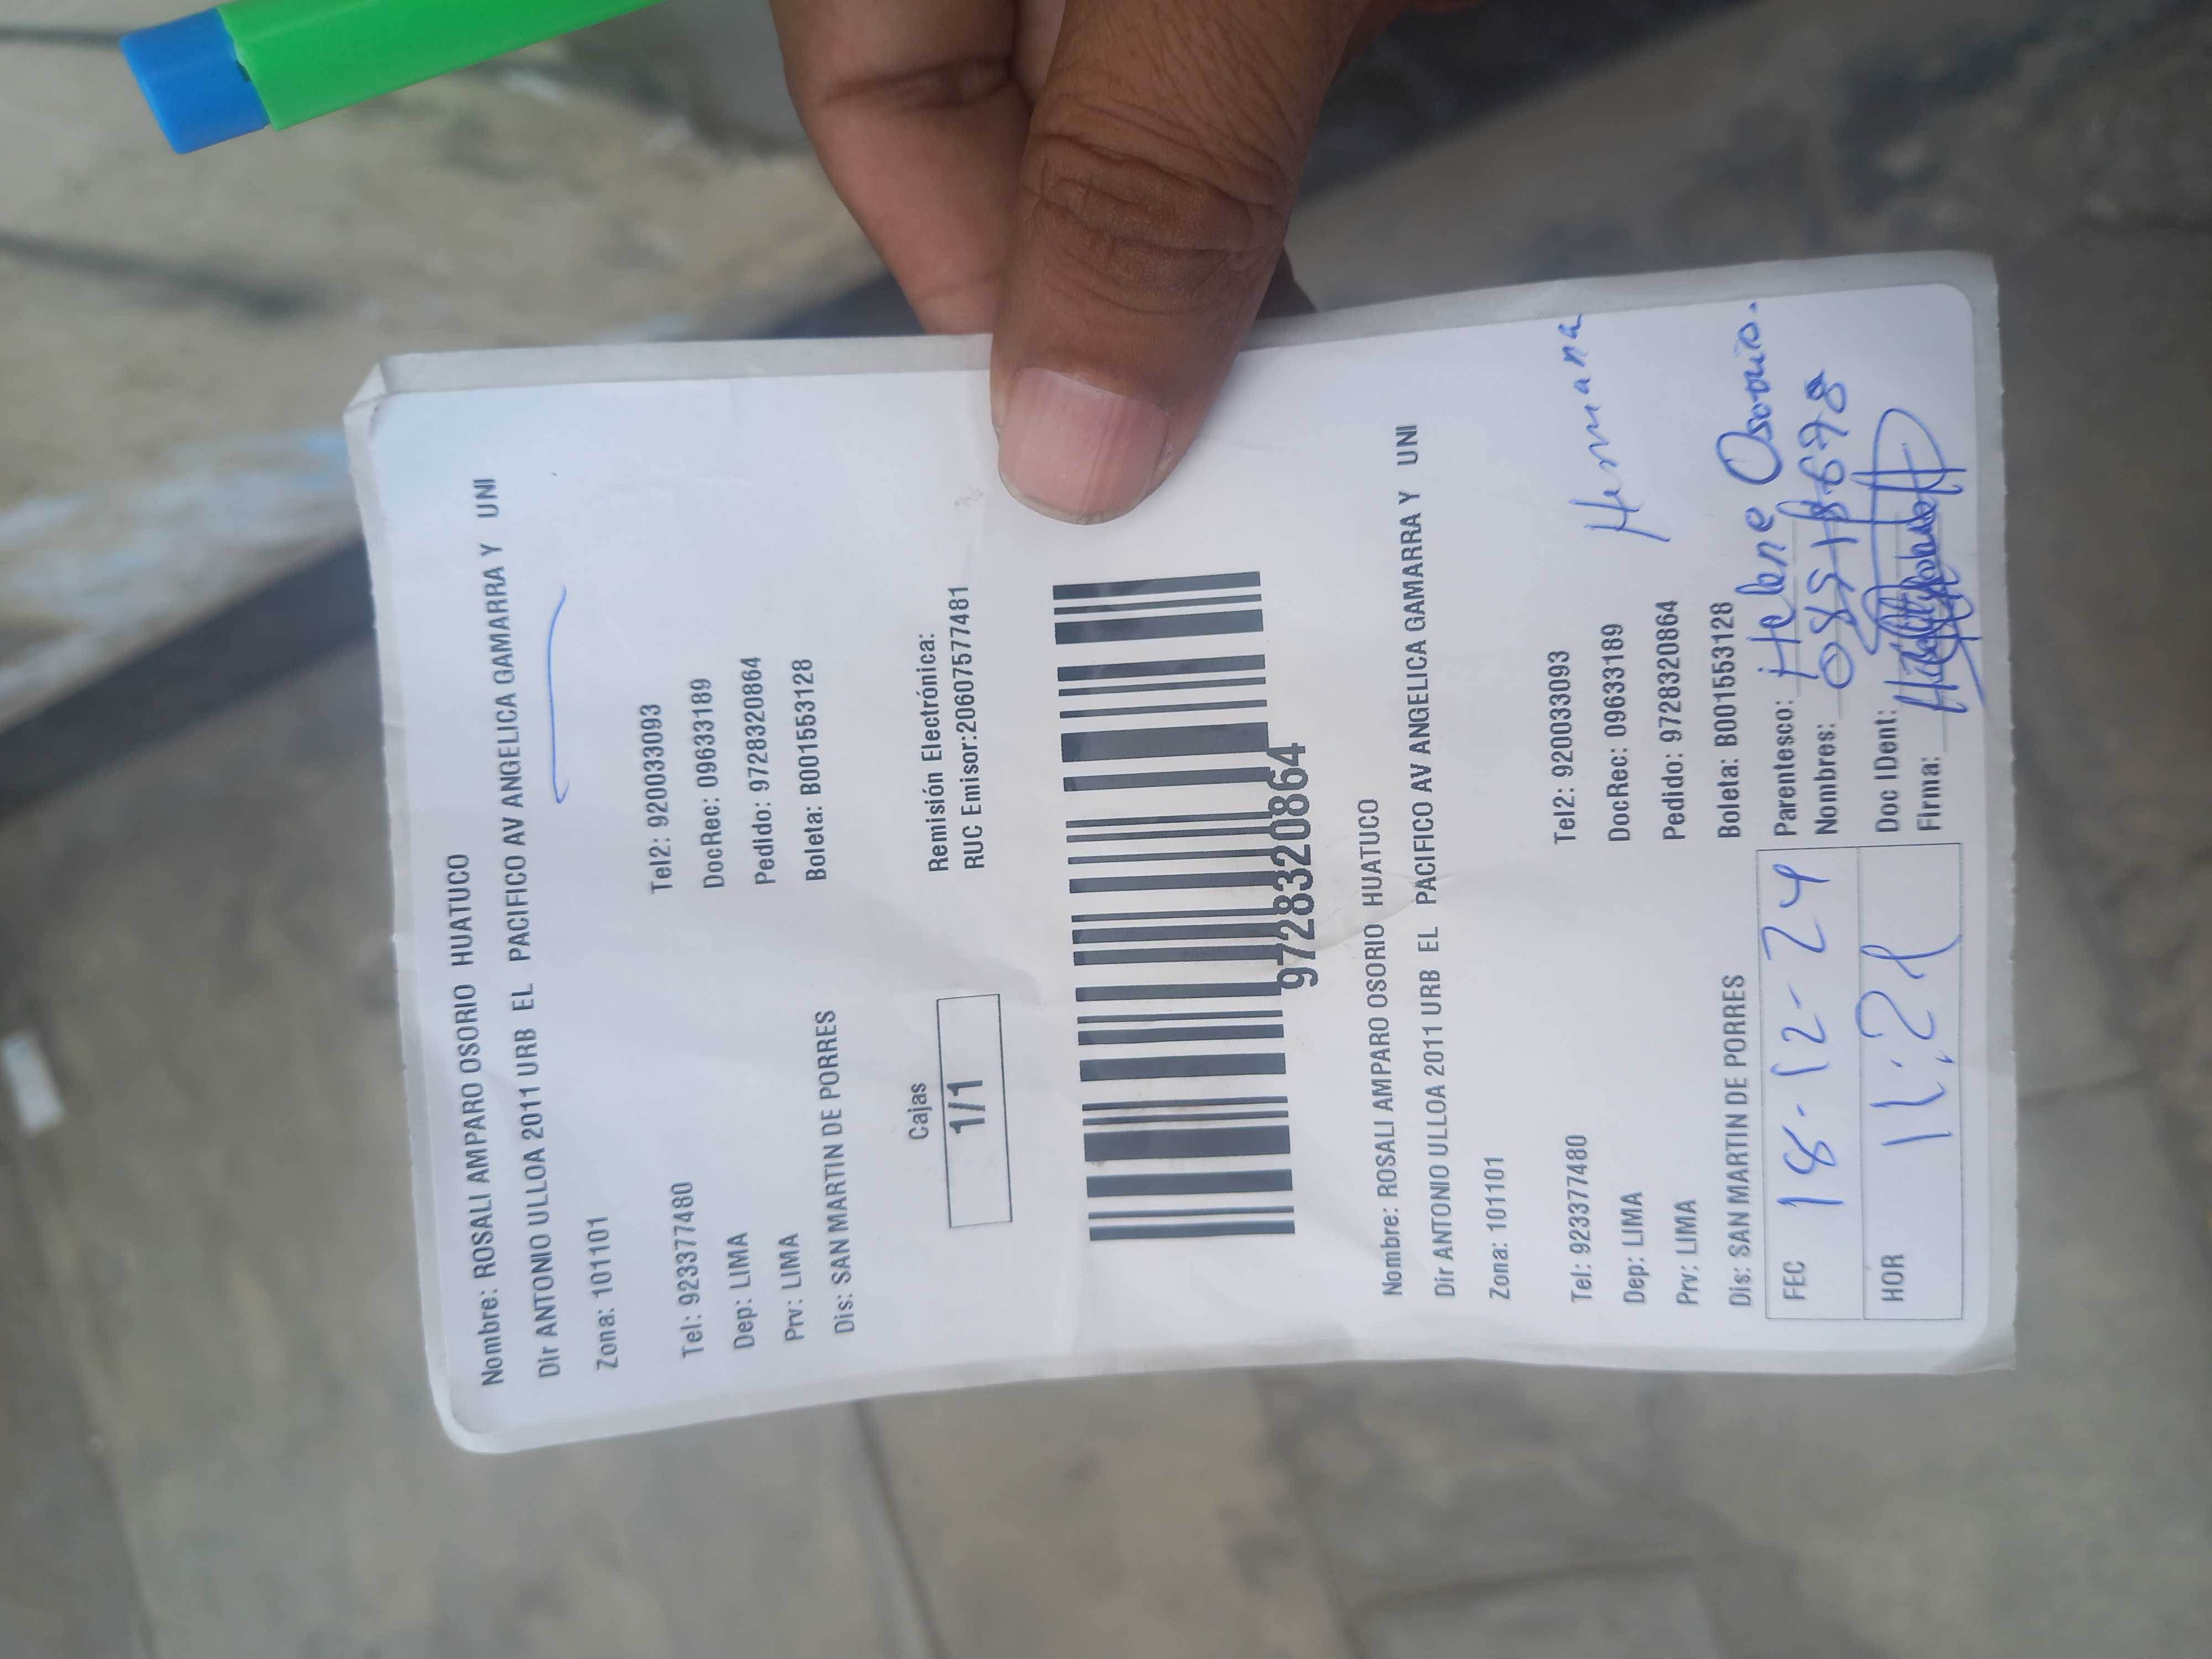 Nombre: ROSALI AMPARO OSORIO HUATUCO
Dir ANTONIO ULLOA 2011 URB EL PACIFICO AV ANGELICA GAMARRA Y UNI
Zona: 101101
Tel: 923377480 Tel2: 920033093
Dep: LIMA DocRec: 09633189
Prv: LIMA Pedido: 9728320864
Dis: SAN MARTIN DE PORRES Boleta: B001553128
Cajas Remisión Electrónica:
1/1 RUC Emisor:20607577481
9728320864
Nombre: ROSALI AMPARO OSORIO HUATUCO
Dir ANTONIO ULLOA 2011 URB EL PACIFICO AV ANGELICA GAMARRA Y UNI
Zona: 101101
Tel: 923377480 Tel2: 920033093
Dep: LIMA DocRec: 09633189
Hermana
Prv: LIMA Pedido: 9728320864
Dis: SAN MARTIN DE PORRES Boleta: B001553128
FEC 18-12-24 Parentesco: Helene Osorio.
Nombres:
HOR 11:21 Doc IDent:
Firma: